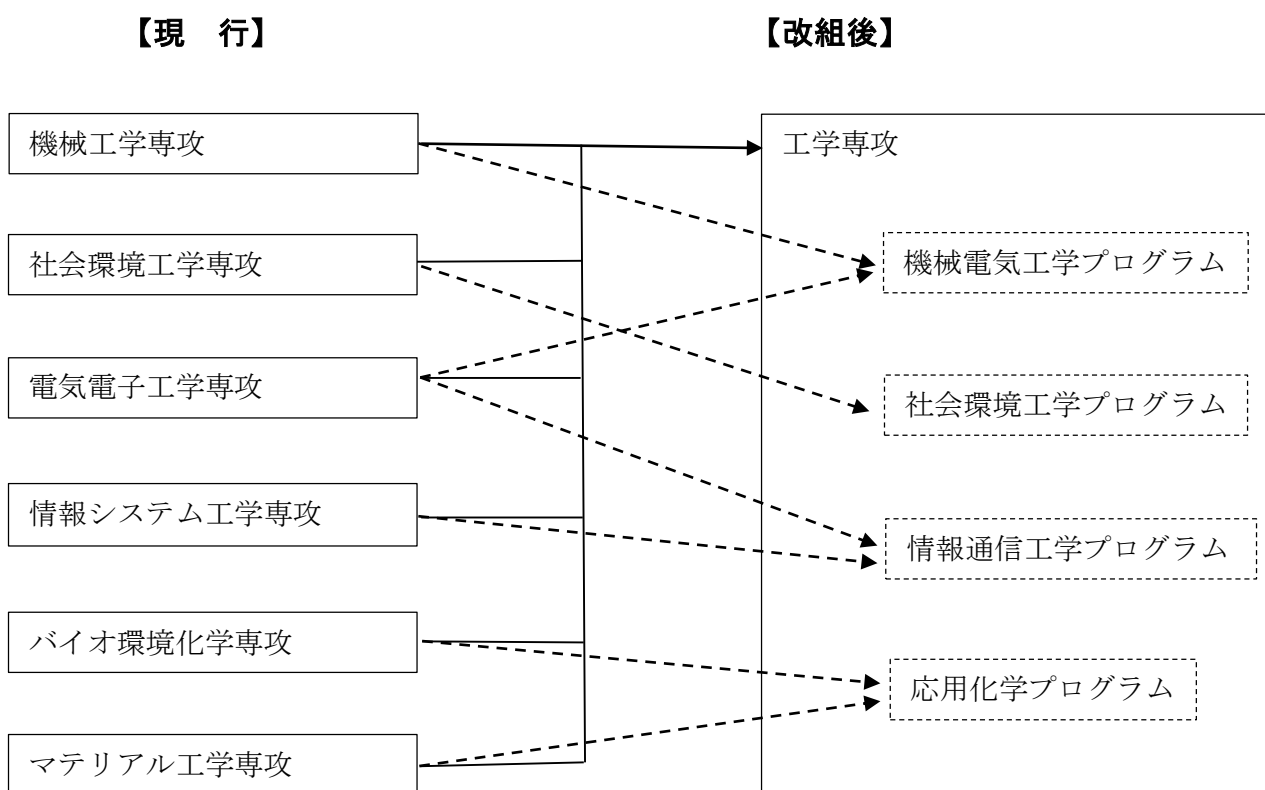 【現　行】
【改組後】
機械工学専攻
社会環境工学専攻
電気電子工学専攻
情報システム工学専攻
バイオ環境化学専攻
マテリアル工学専攻
工学専攻
機械電気工学プログラム
社会環境工学プログラム
情報通信工学プログラム
応用化学プログラム